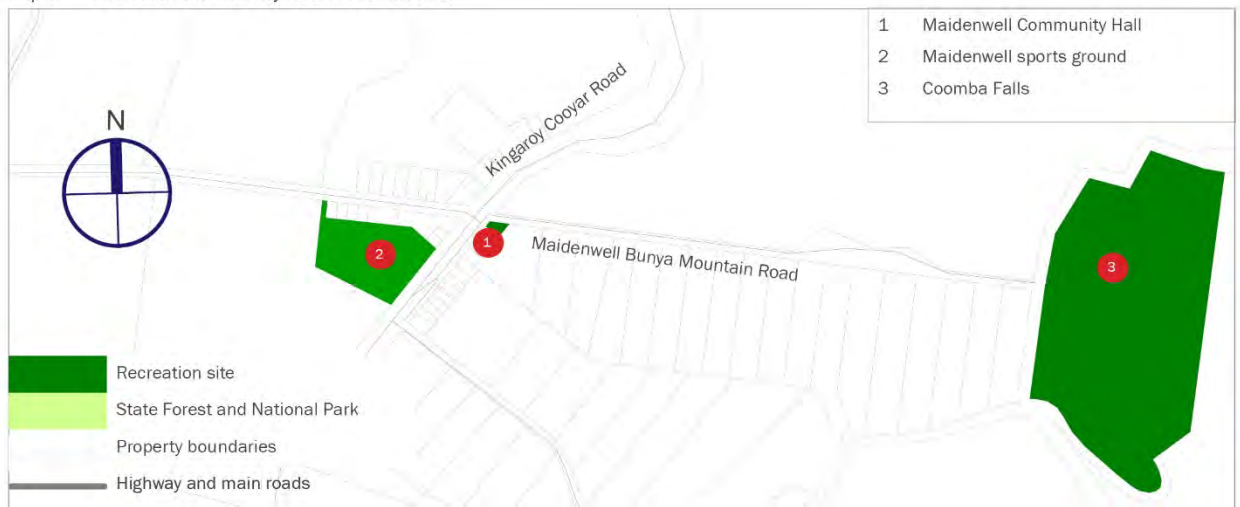 1 Maidenwell Community Hall
2 Maidenwell sports ground
3 Coomba Falls
N
Kingaroy Cooyar Road
2
1
Maidenwell Bunya Mountain Road
3
Recreation site
State Forest and National Park
Property boundaries
Highway and main roads